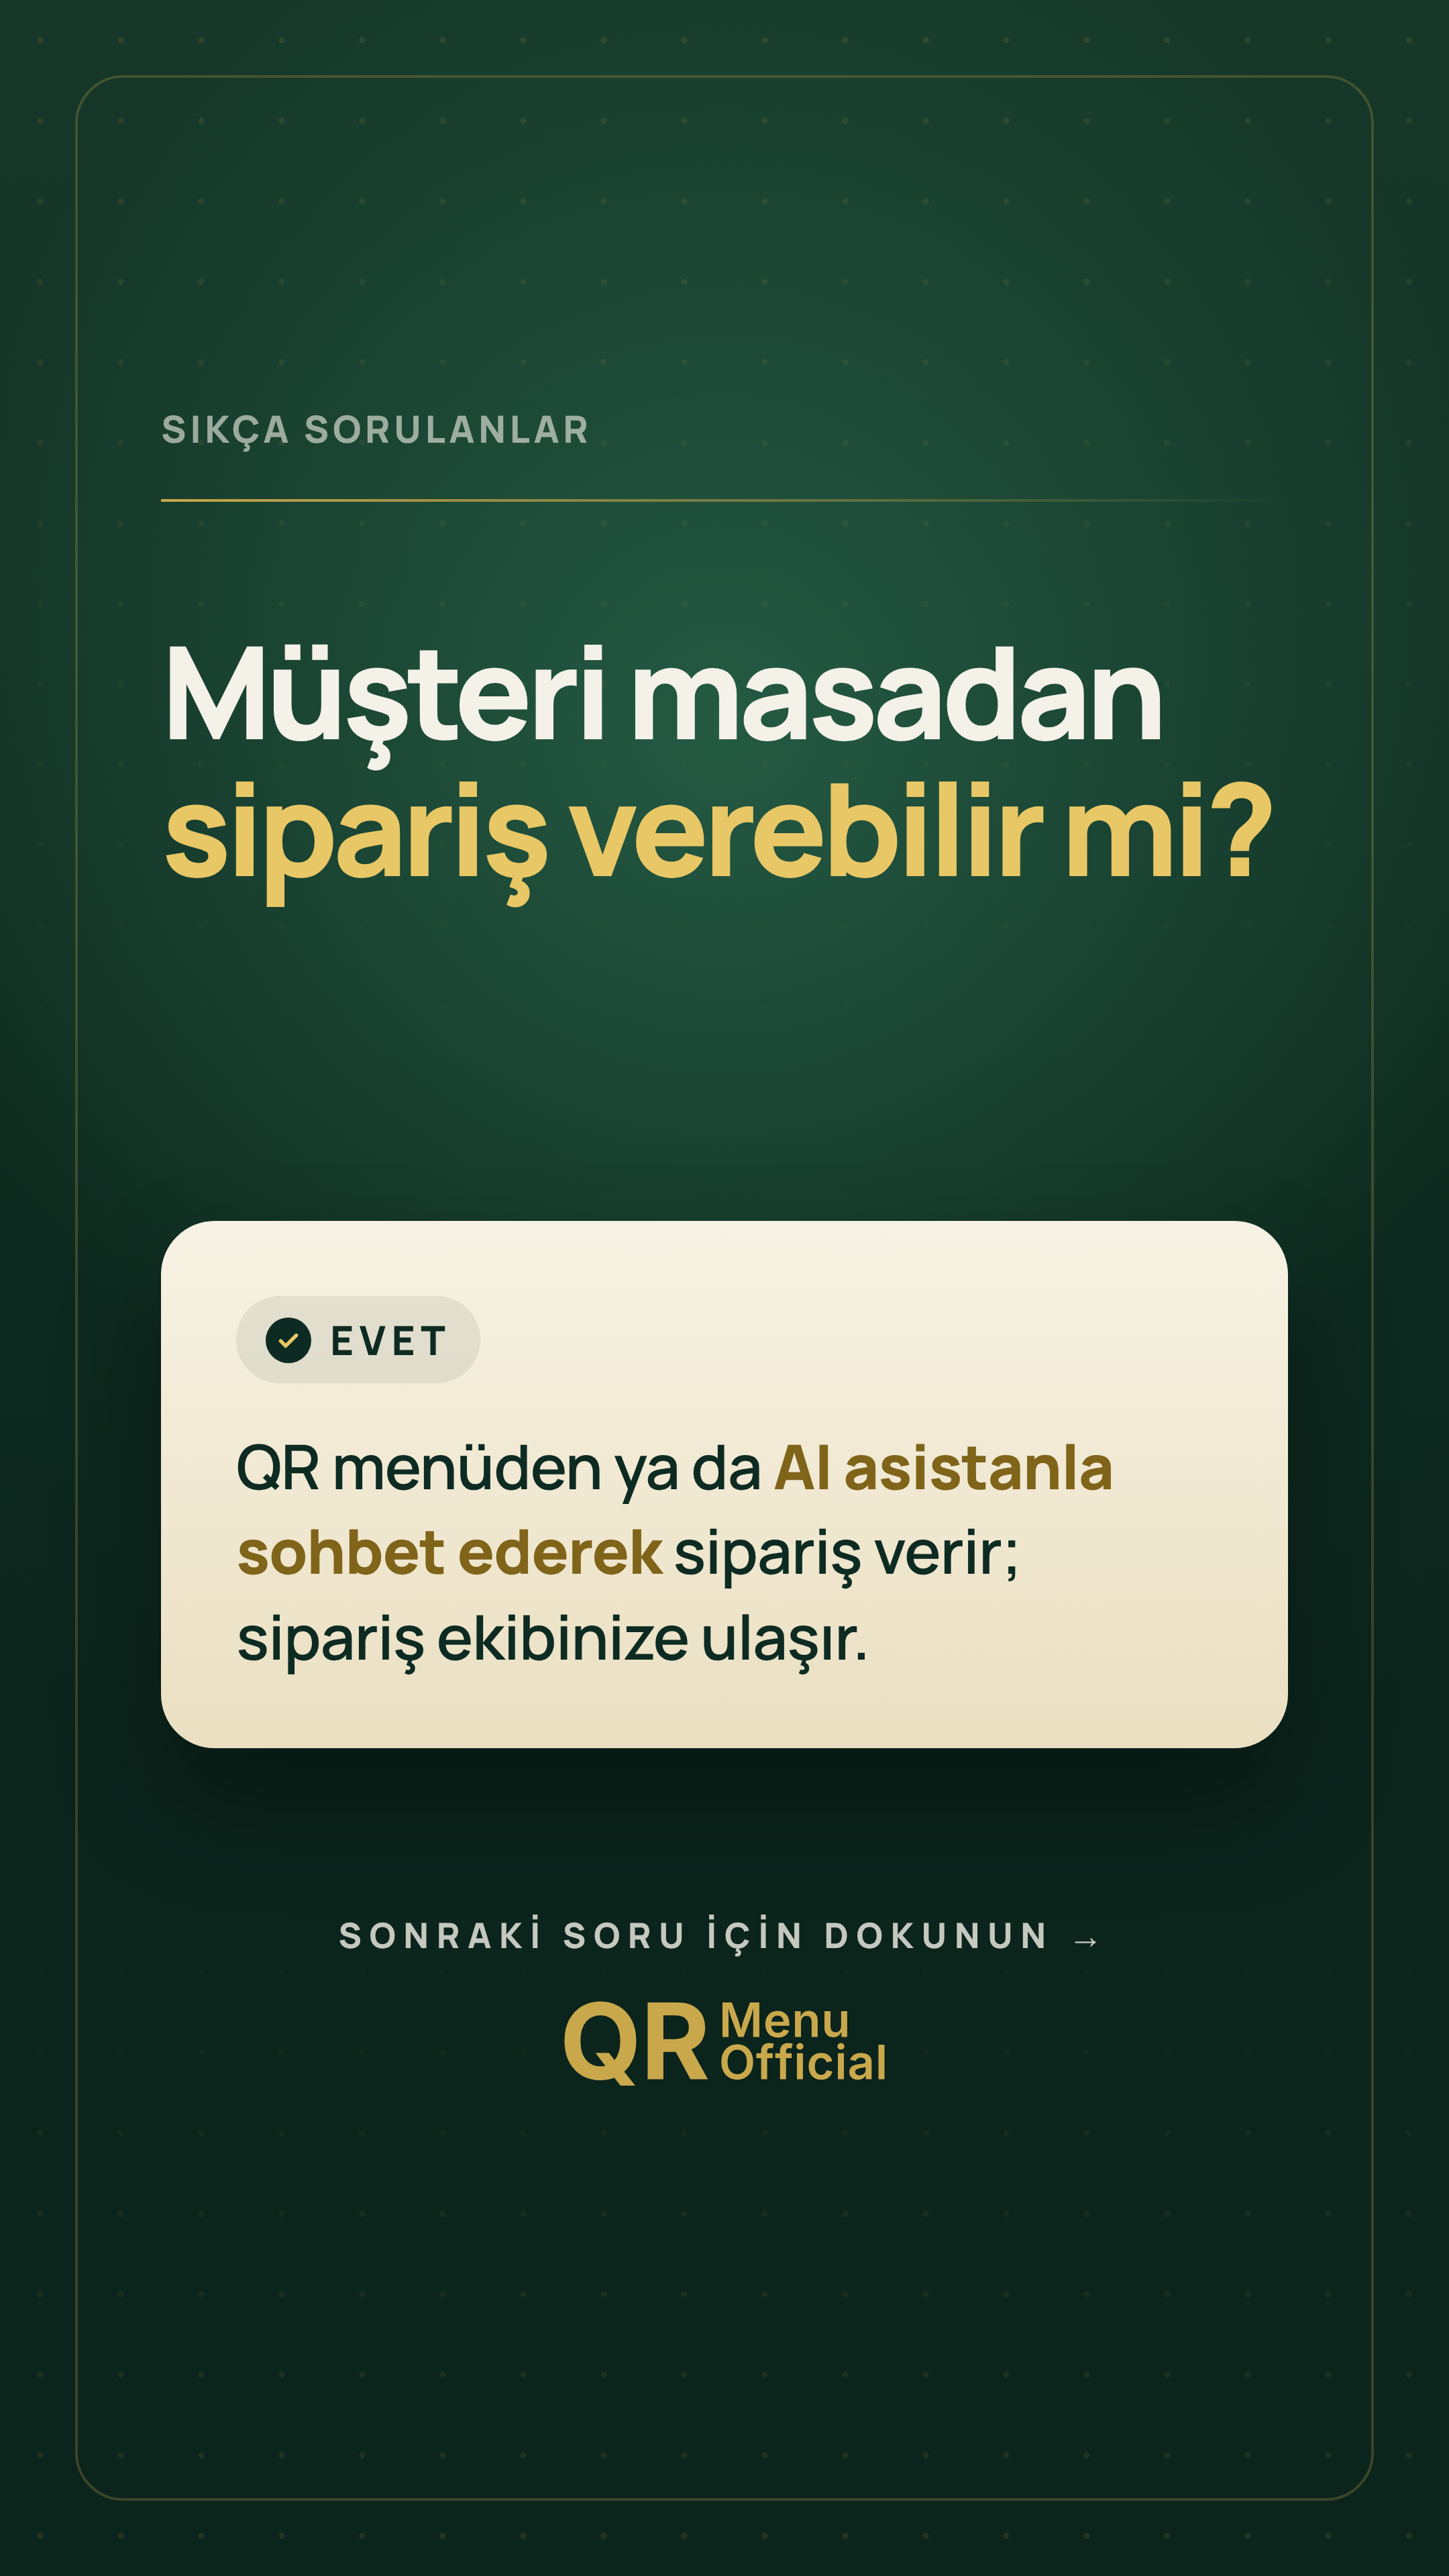 SIKÇA SORULANLAR
Müşteri masadan
sipariş verebilir mi?
EVET
QR menüden ya da AI asistanla
sohbet ederek sipariş verir;
sipariş ekibinize ulaşır.
SONRAKİ SORU İÇİN DOKUNUN →
QR Menu
Official